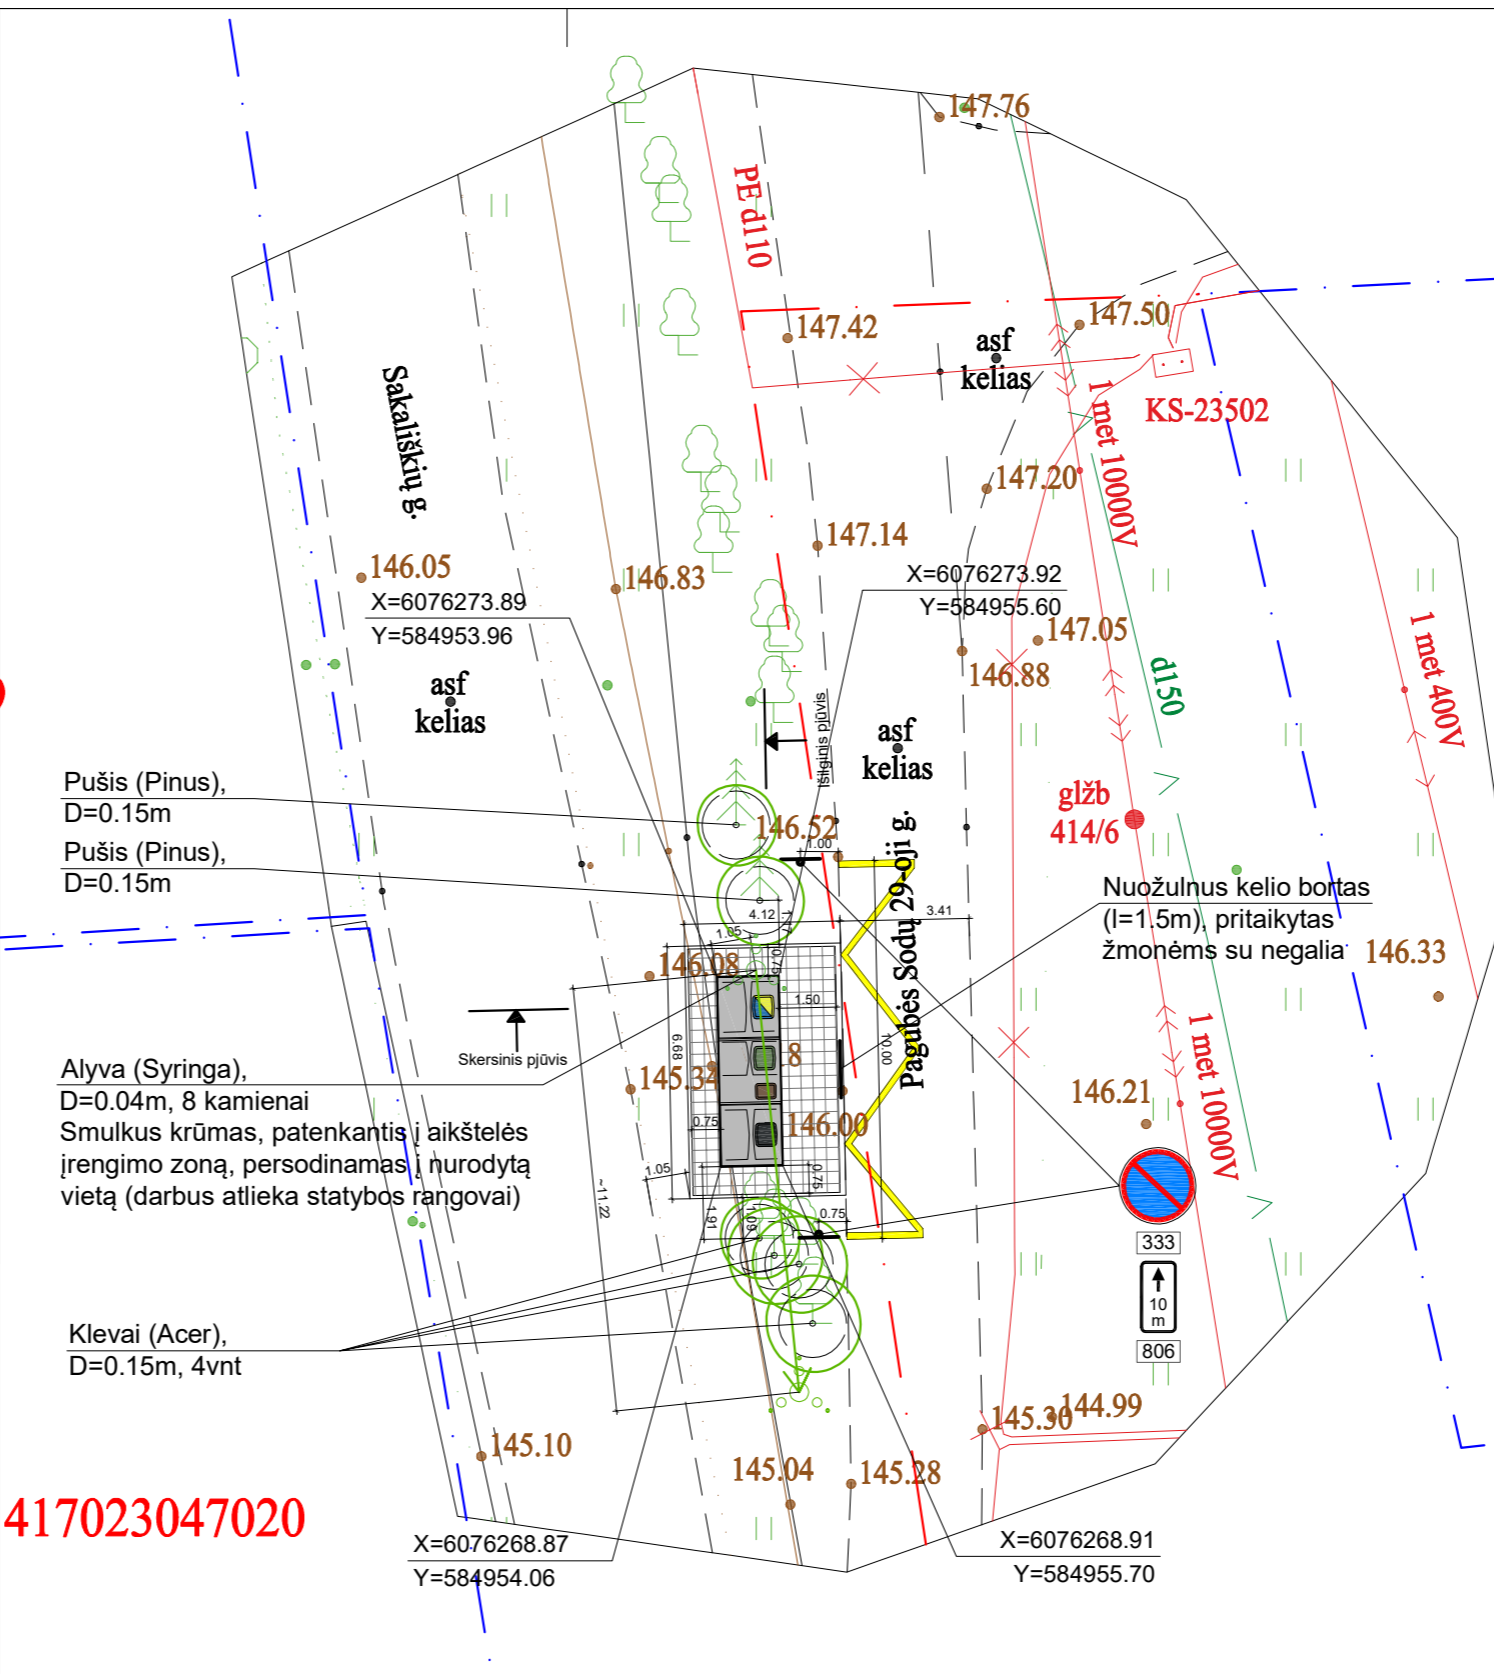 147.76
PE d110
147.42
147.50
asf
kelias
KS-23502
Sakališkių g.
1 met 10000V
147.20
147.14
146.05
146.83
X=6076273.89
Y=584953.96
X=6076273.92
Y=584955.60
147.05
146.88
d150
1 met 400V
asf
kelias
asf
kelias
Išilginis pjūvis
Pušis (Pinus),
D=0.15m
Pušis (Pinus),
D=0.15m
glžb
414/6
146.52
1.00
Pagubės Sodų 29-oji g.
Nuožulnus kelio bortas
(l=1.5m), pritaikytas
žmonėms su negalia
146.33
4.12
3.41
1.05
0.75
146.08
1.50
Skersinis pjūvis
6.68
10.00
8
145.34
Alyva (Syringa),
D=0.04m, 8 kamienai
Smulkus krūmas, patenkantis į aikštelės
įrengimo zoną, persodinamas į nurodytą
vietą (darbus atlieka statybos rangovai)
146.00
0.75
1.05
0.75
~11.22
1.91
1.09
0.75
146.21
1 met 10000V
333
10
m
806
Klevai (Acer),
D=0.15m, 4vnt
145.30
144.99
145.10
145.04
145.28
417023047020
X=6076268.87
Y=584954.06
X=6076268.91
Y=584955.70